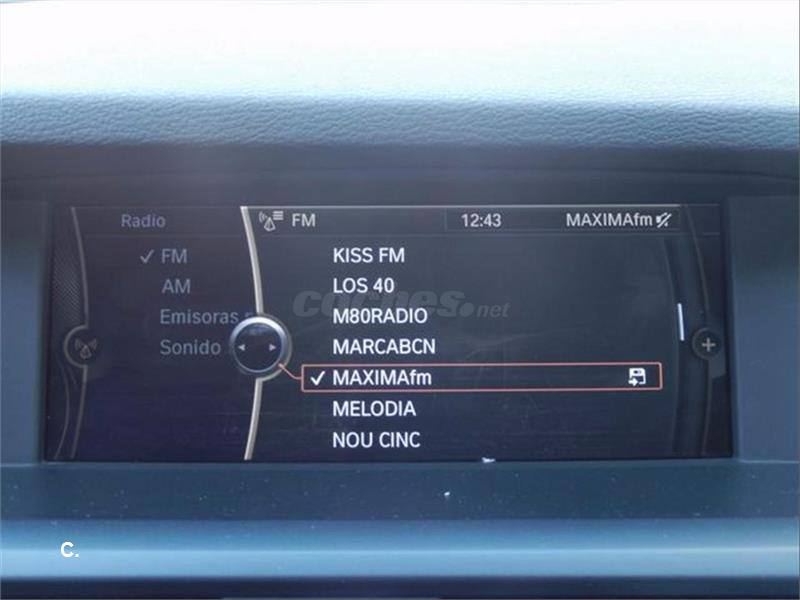 Radio
FM 12:43 MAXIMAfm
FM
AM
Emisoras
Sonido
KISS FM
LOS 40
M80RADIO
MARCABCN
MAXIMAfm
MELODIA
NOU CINC
coches.net
C.